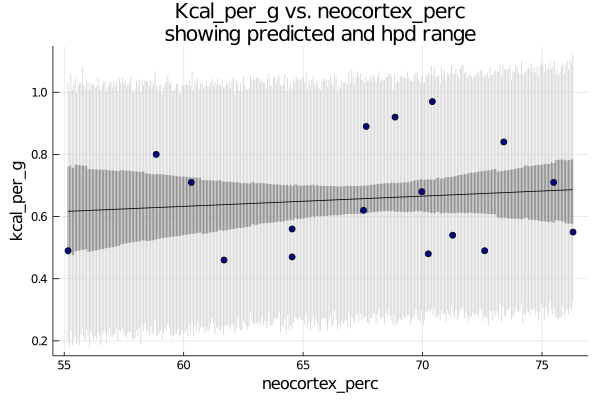 Kcal_per_g vs. neocortex_perc
showing predicted and hpd range
kcal_per_g
1.0
0.8
0.6
0.4
0.2
55
60
65
70
75
neocortex_perc